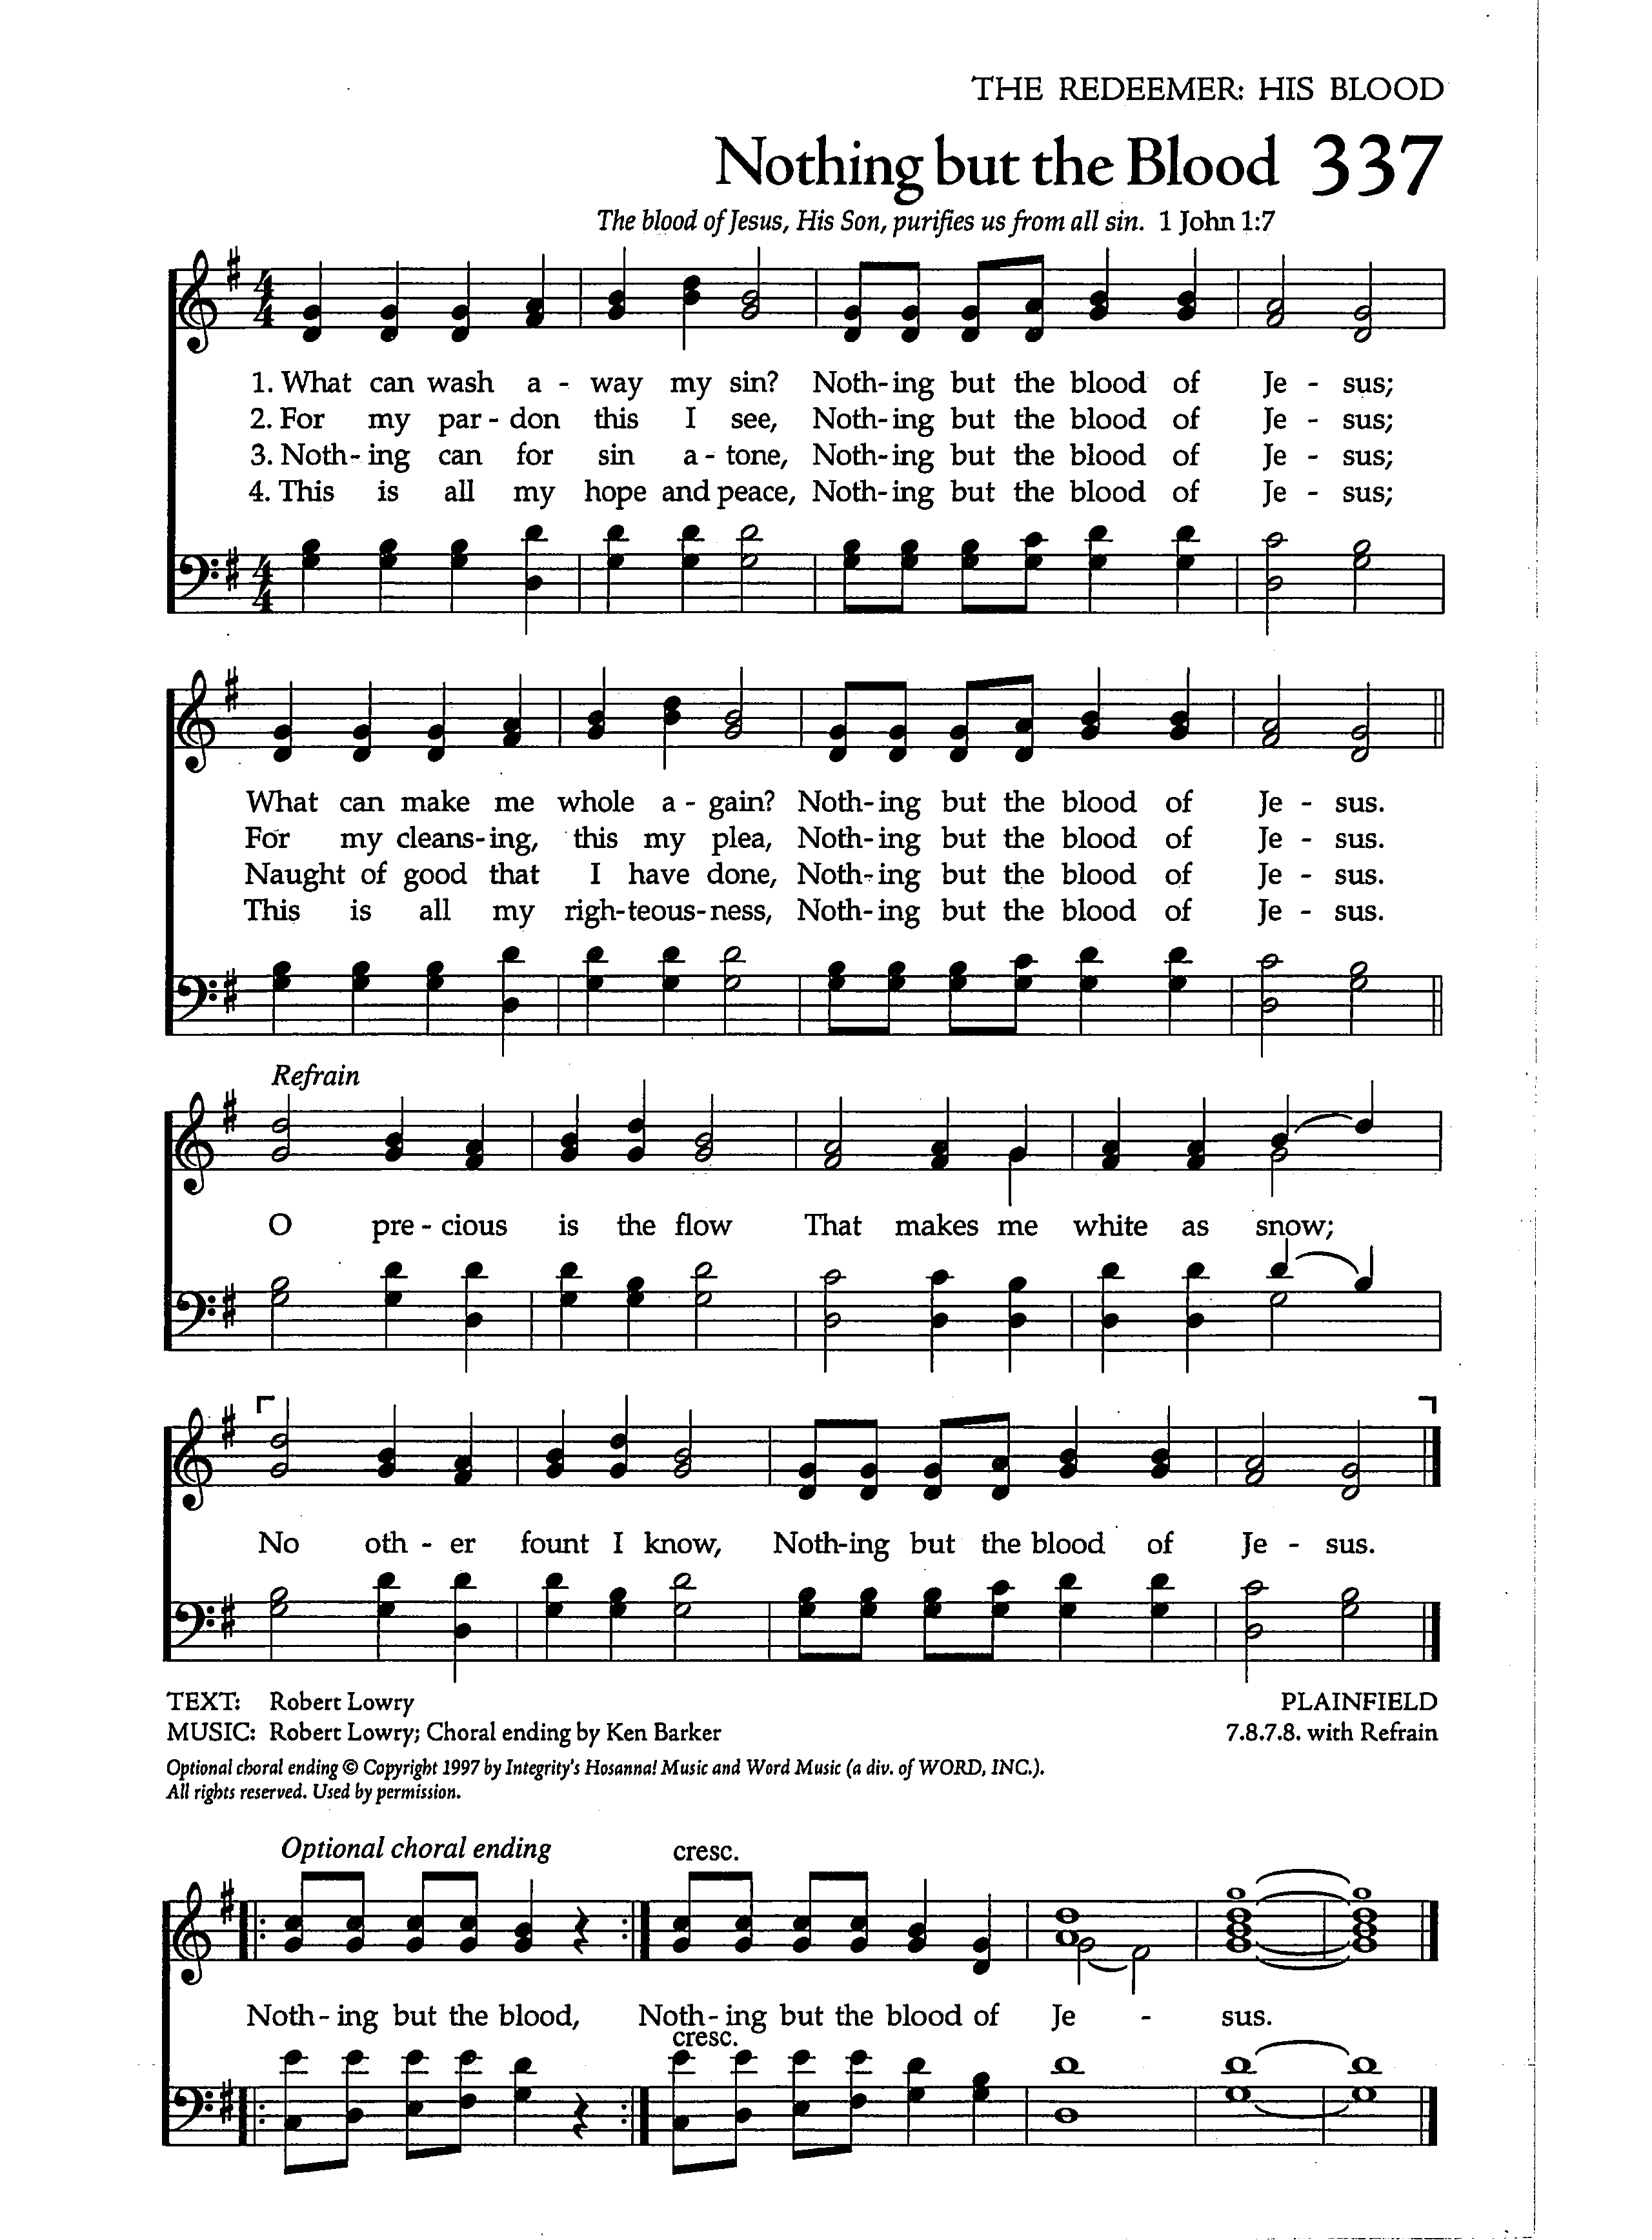 THE REDEEMER: HIS BLOOD
Nothing but the Blood 337
The blood of Jesus, His Son, purifies us from all sin. 1 John 1:7
4
4
1. What can wash a - way my sin? Noth-ing but the blood of Je - sus;
2. For my par-don this I see, Noth-ing but the blood of Je - sus;
3. Noth-ing can for sin a-tone, Noth-ing but the blood of Je - sus;
4. This is all my hope and peace, Noth-ing but the blood of Je - sus;
4
4
What can make me whole a-gain? Noth-ing but the blood of Je - sus.
For my cleans-ing, this my plea, Noth-ing but the blood of Je - sus.
Naught of good that I have done, Noth-ing but the blood of Je - sus.
This is all my righ-teous-ness, Noth-ing but the blood of Je - sus.
Refrain
O pre-cious is the flow That makes me white as snow;
No oth-er fount I know, Noth-ing but the blood of Je - sus.
TEXT: Robert Lowry PLAINFIELD
MUSIC: Robert Lowry; Choral ending by Ken Barker 7.8.7.8. with Refrain
Optional choral ending © Copyright 1997 by Integrity's Hosanna! Music and Word Music (a div. of WORD, INC.).
All rights reserved. Used by permission.
Optional choral ending cresc.
Noth-ing but the blood, Noth-ing but the blood of Je - sus.
cresc.